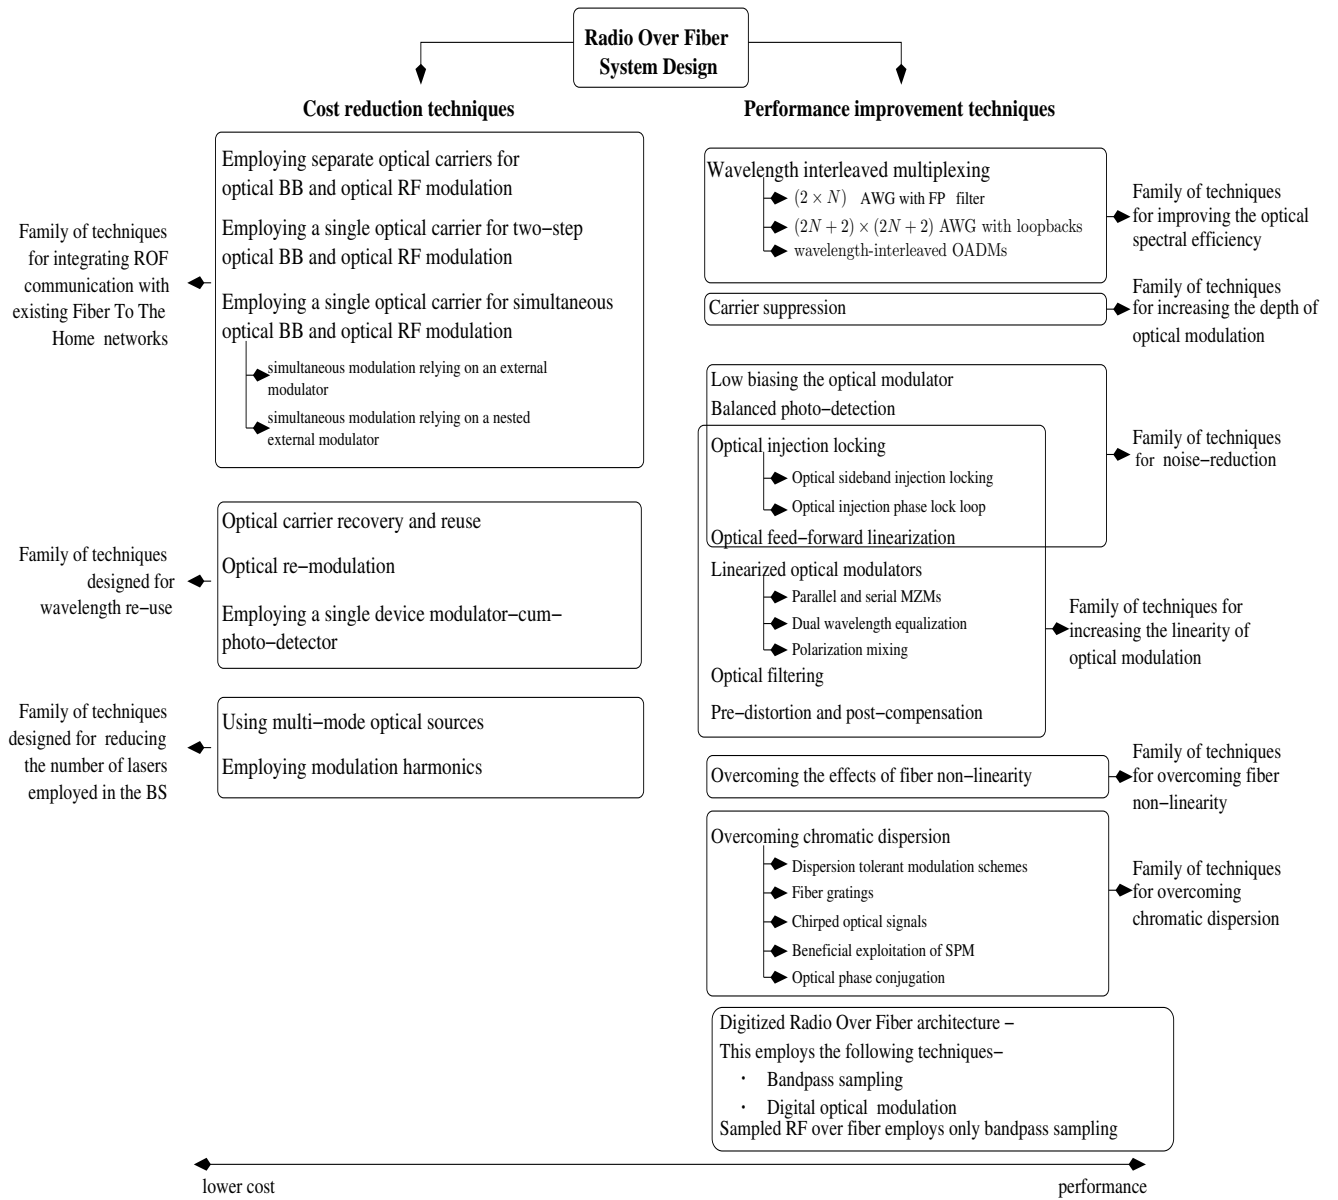 Radio Over Fiber
System Design
Cost reduction techniques
Family of techniques
for integrating ROF
communication with
existing Fiber To The
Home networks
Employing separate optical carriers for
optical BB and optical RF modulation
Employing a single optical carrier for two−step
optical BB and optical RF modulation
Employing a single optical carrier for simultaneous
optical BB and optical RF modulation
simultaneous modulation relying on an external
modulator
simultaneous modulation relying on a nested
external modulator
Family of techniques
designed for
wavelength re−use
Optical carrier recovery and reuse
Optical re−modulation
Employing a single device modulator−cum−
photo−detector
Family of techniques
designed for reducing
the number of lasers
employed in the BS
Using multi−mode optical sources
Employing modulation harmonics
Performance improvement techniques
Wavelength interleaved multiplexing
(2 × N) AWG with FP filter
(2N + 2) × (2N + 2) AWG with loopbacks
wavelength-interleaved OADMs
Family of techniques
for improving the optical
spectral efficiency
Carrier suppression
Family of techniques
for increasing the depth of
optical modulation
Low biasing the optical modulator
Balanced photo−detection
Optical injection locking
Optical sideband injection locking
Optical injection phase lock loop
Optical feed−forward linearization
Family of techniques
for noise−reduction
Linearized optical modulators
Parallel and serial MZMs
Dual wavelength equalization
Polarization mixing
Optical filtering
Pre−distortion and post−compensation
Family of techniques for
increasing the linearity of
optical modulation
Overcoming the effects of fiber non−linearity
Family of techniques
for overcoming fiber
non−linearity
Overcoming chromatic dispersion
Dispersion tolerant modulation schemes
Fiber gratings
Chirped optical signals
Beneficial exploitation of SPM
Optical phase conjugation
Family of techniques
for overcoming
chromatic dispersion
Digitized Radio Over Fiber architecture −
This employs the following techniques−
· Bandpass sampling
· Digital optical modulation
Sampled RF over fiber employs only bandpass sampling
lower cost
performance